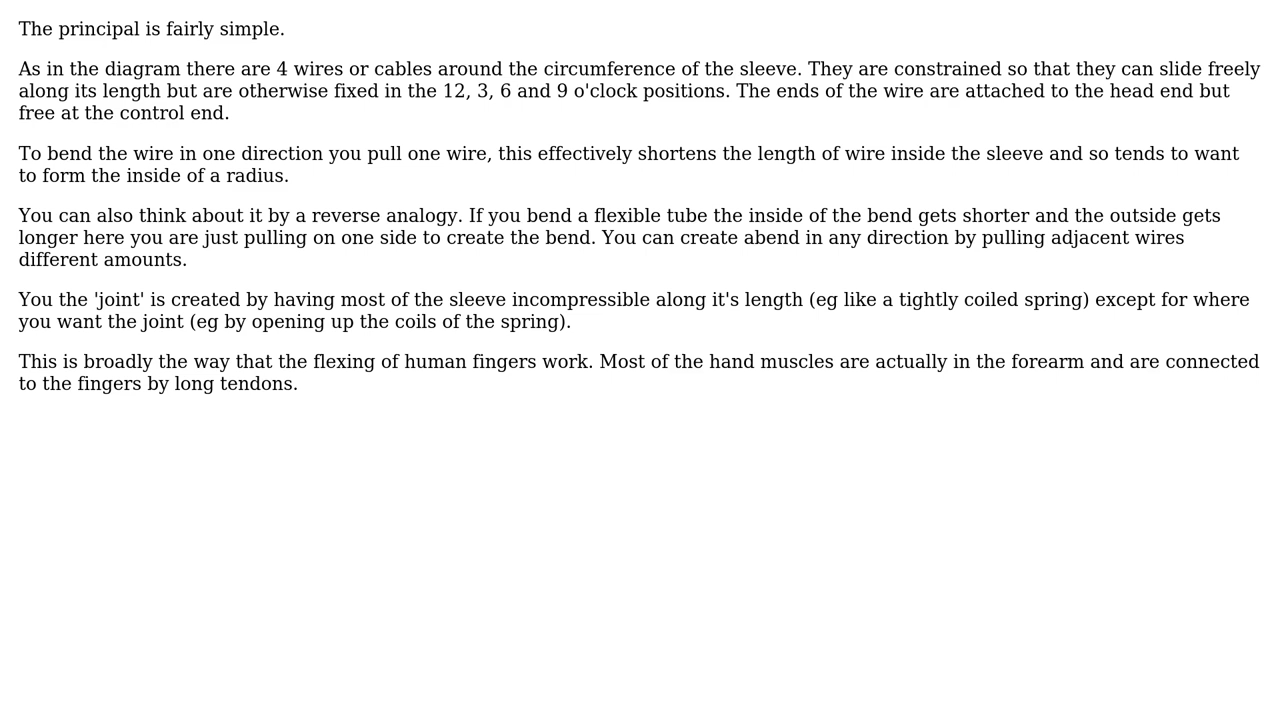 The principal is fairly simple.
As in the diagram there are 4 wires or cables around the circumference of the sleeve. They are constrained so that they can slide freely
along its length but are otherwise fixed in the 12, 3, 6 and 9 o'clock positions. The ends of the wire are attached to the head end but
free at the control end.
To bend the wire in one direction you pull one wire, this effectively shortens the length of wire inside the sleeve and so tends to want
to form the inside of a radius.
You can also think about it by a reverse analogy. If you bend a flexible tube the inside of the bend gets shorter and the outside gets
longer here you are just pulling on one side to create the bend. You can create abend in any direction by pulling adjacent wires
different amounts.
You the 'joint' is created by having most of the sleeve incompressible along it's length (eg like a tightly coiled spring) except for where
you want the joint (eg by opening up the coils of the spring).
This is broadly the way that the flexing of human fingers work. Most of the hand muscles are actually in the forearm and are connected
to the fingers by long tendons.